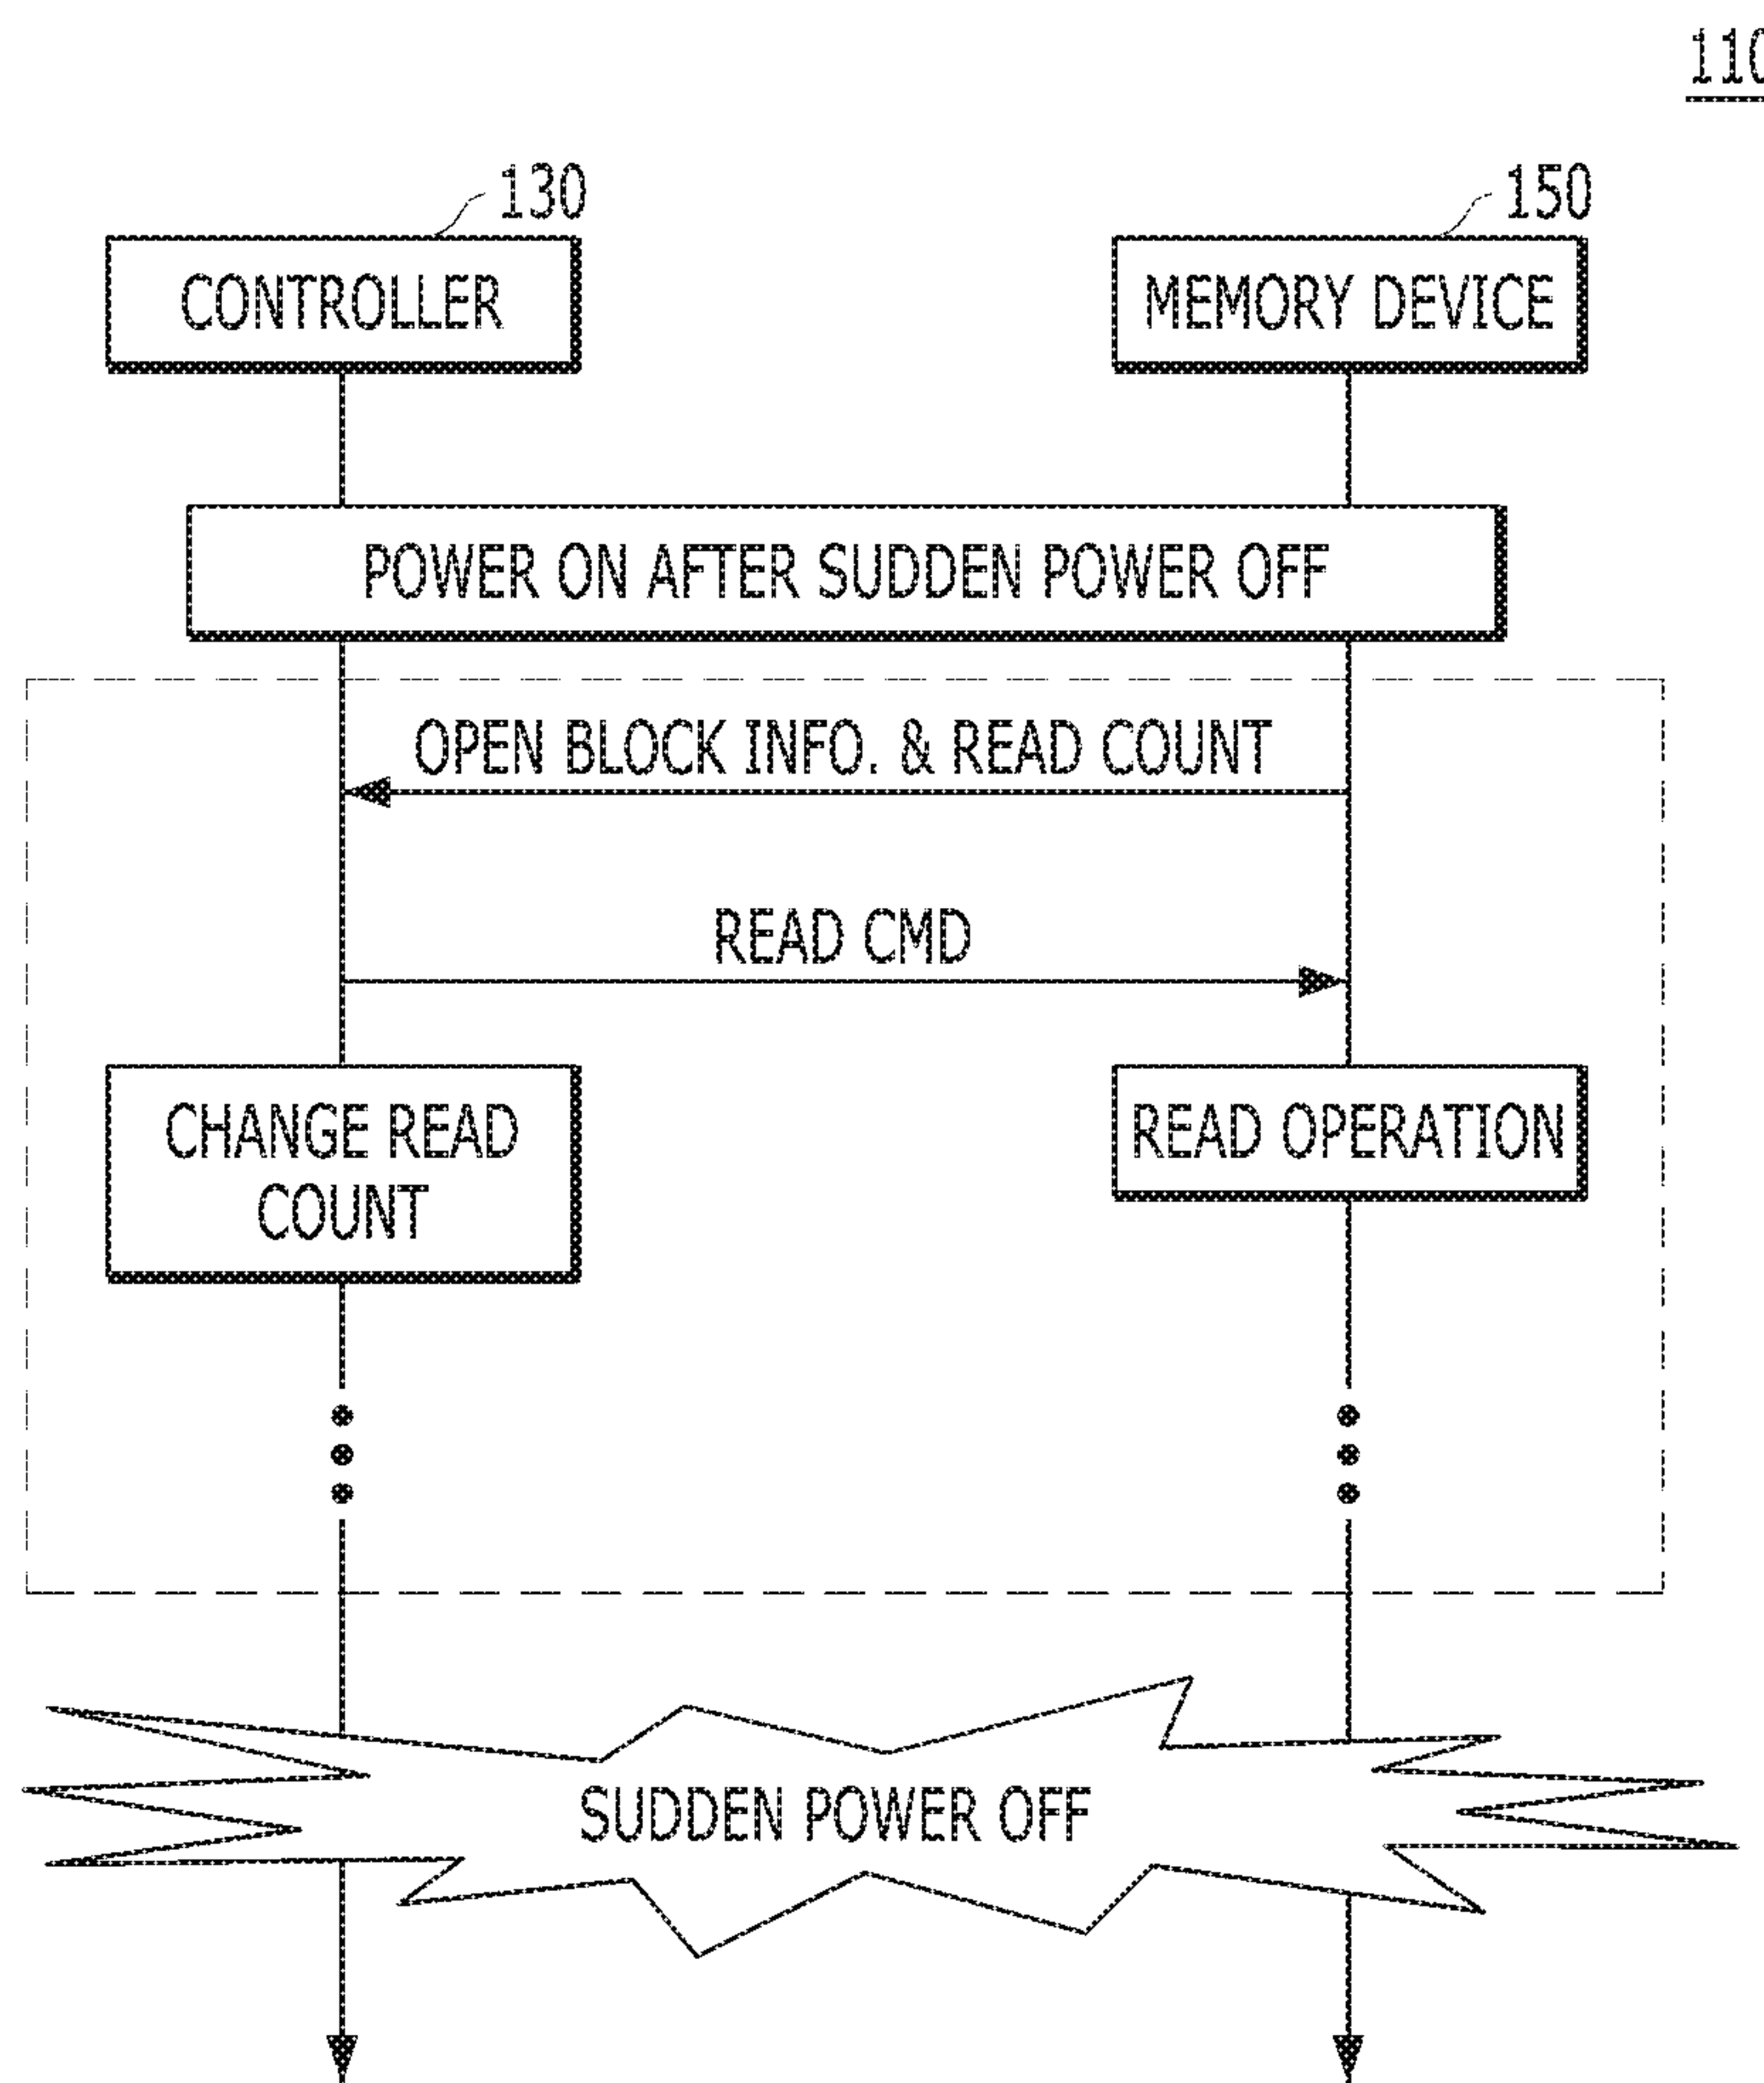 110
130
150
CONTROLLER
MEMORY DEVICE
POWER ON AFTER SUDDEN POWER OFF
OPEN BLOCK INFO. & READ COUNT
READ CMD
CHANGE READ
COUNT
READ OPERATION
SUDDEN POWER OFF